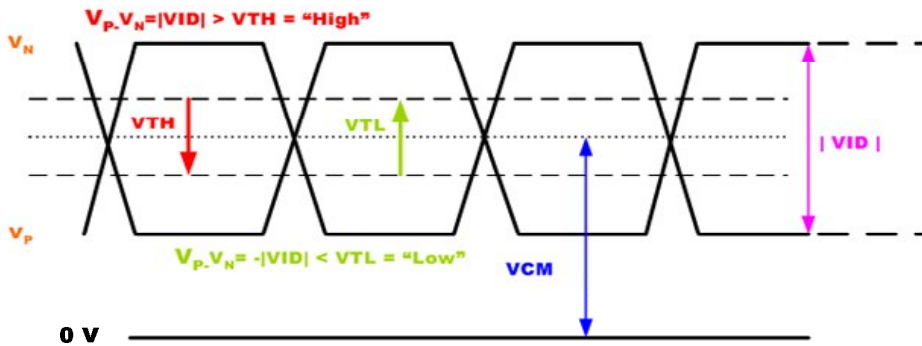 VP-VN=|VID| > VTH = “High”
VN
VTH
VTL
| VID |
VP
VP-VN= -|VID| < VTL = “Low”
VCM
0 V